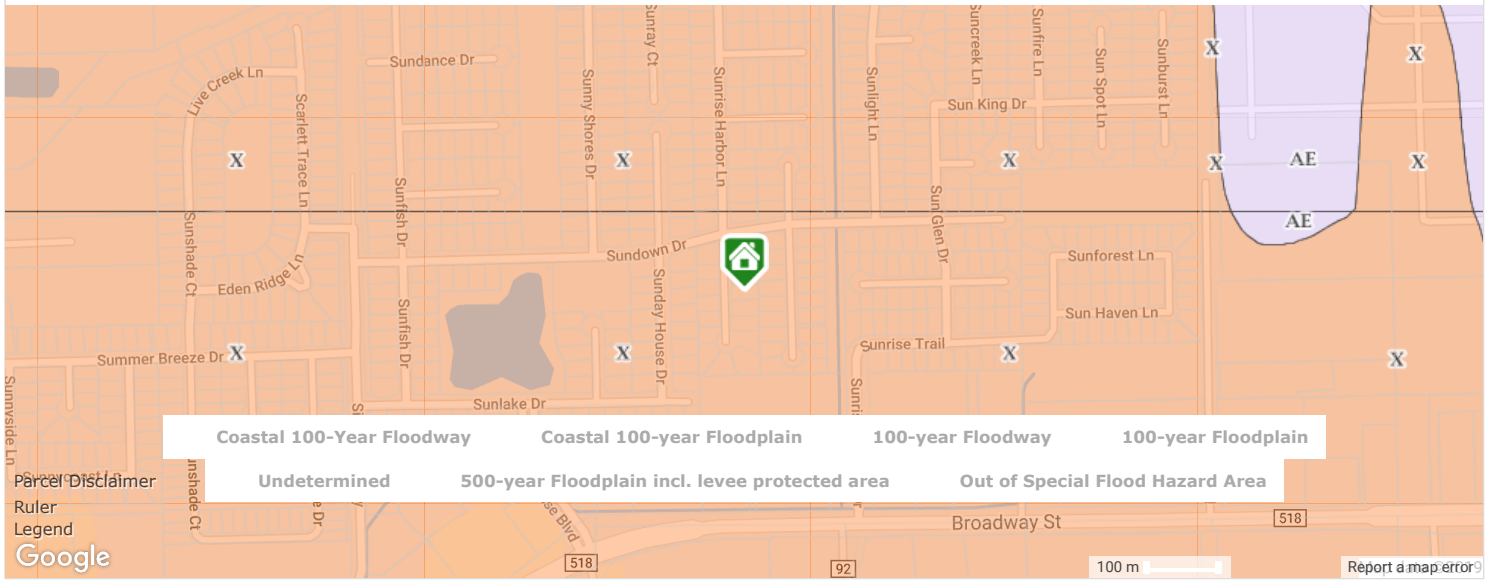 Sundance Dr
Sunray Ct
Suncreek Ln
Sunfire Ln
Sun Spot Ln
Sunburst Ln
X
X
Live Creek Ln
Scarlett Trace Ln
Sunny Shores Dr
Sunrise Harbor Ln
Sunlight Ln
Sun King Dr
X
X
X
X
AE
X
Sunshade Ct
Sunfish Dr
Sun Glen Dr
AE
Sundown Dr
Sunforest Ln
Eden Ridge Ln
Sunfish Dr
Sunday House Dr
Sun Haven Ln
Summer Breeze Dr
X
X
Sunrise Trail
X
X
Sunnyside Ln
Sunlake Dr
Coastal 100-Year Floodway
Coastal 100-year Floodplain
100-year Floodway
100-year Floodplain
Undetermined
500-year Floodplain incl. levee protected area
Out of Special Flood Hazard Area
Parcel Disclaimer
Ruler
Legend
Google
Broadway St
518
518
92
100 m
Report a map error